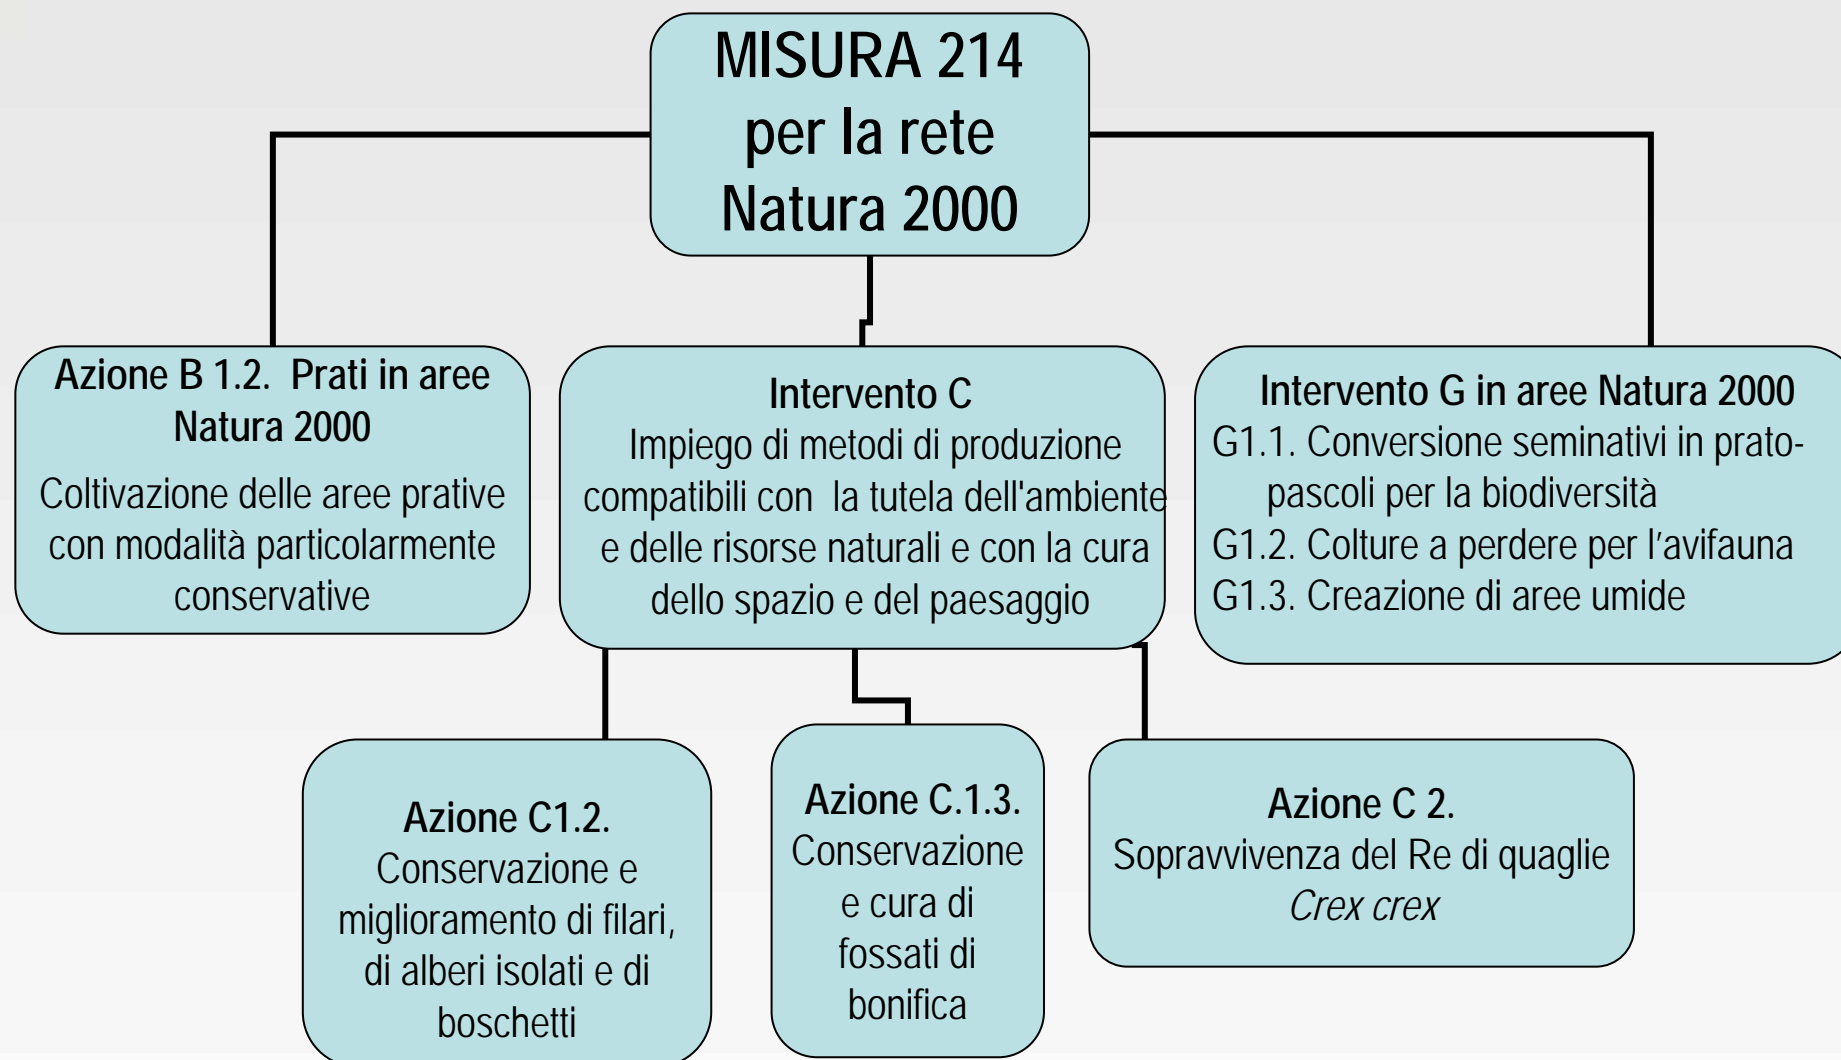 MISURA 214
per la rete
Natura 2000
Azione B 1.2. Prati in aree
Natura 2000
Coltivazione delle aree prative
con modalità particolarmente
conservative
Intervento C
Impiego di metodi di produzione
compatibili con la tutela dell'ambiente
e delle risorse naturali e con la cura
dello spazio e del paesaggio
Intervento G in aree Natura 2000
G1.1. Conversione seminativi in prato-
pascoli per la biodiversità
G1.2. Colture a perdere per l'avifauna
G1.3. Creazione di aree umide
Azione C1.2.
Conservazione e
miglioramento di filari,
di alberi isolati e di
boschetti
Azione C.1.3.
Conservazione
e cura di
fossati di
bonifica
Azione C 2.
Sopravvivenza del Re di quaglie
Crex crex